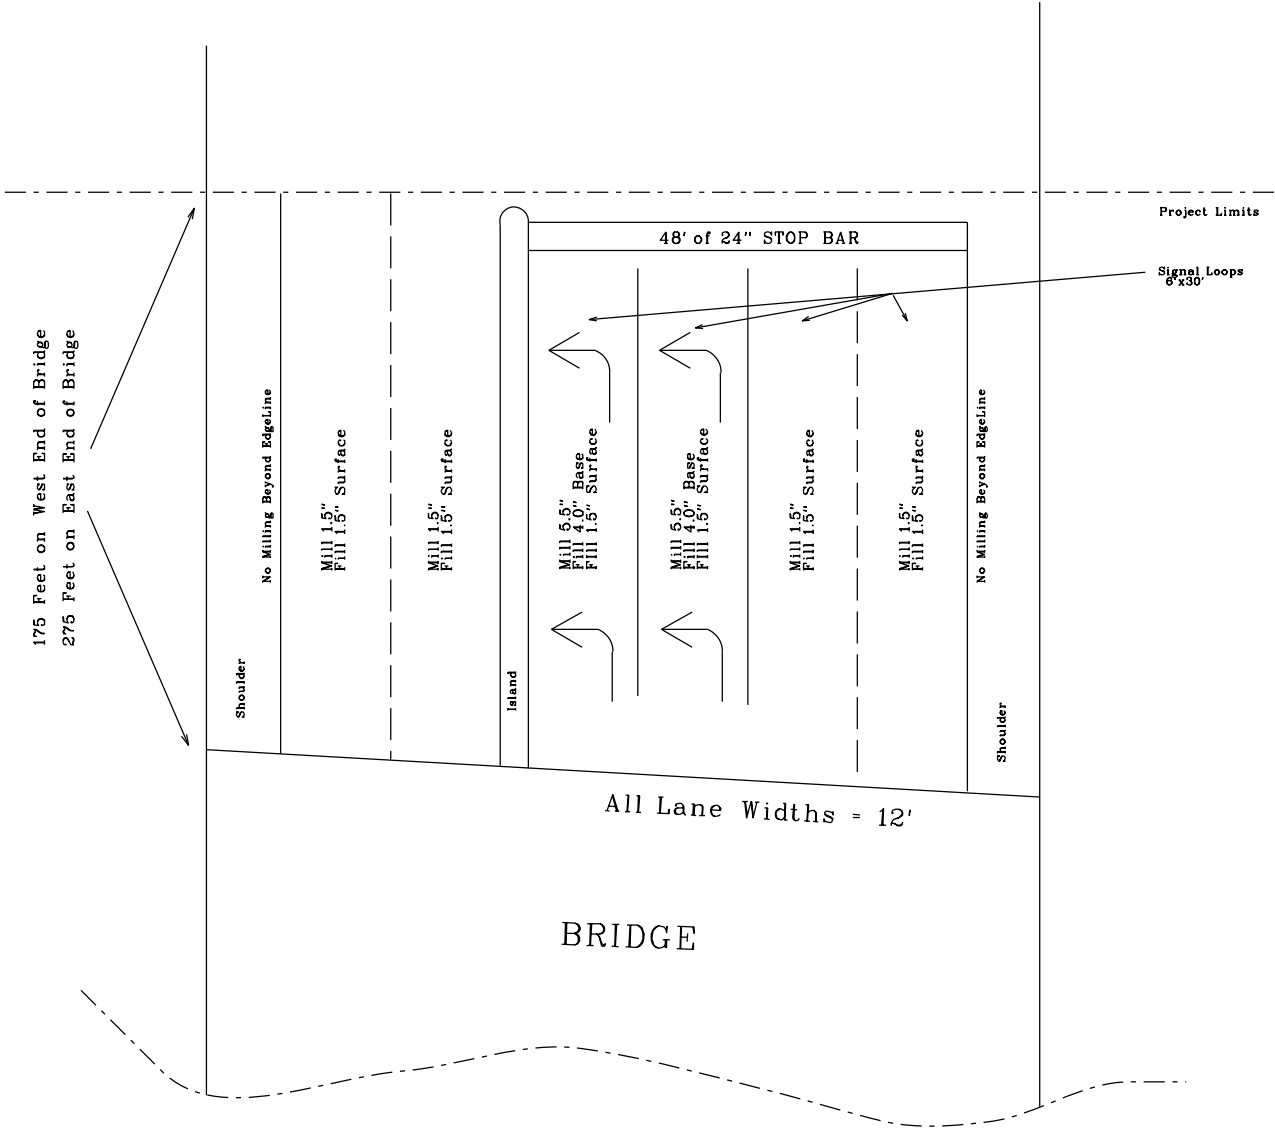 Project Limits
48' of 24" STOP BAR
Signal Loops
6'x30'
175 Feet on West End of Bridge
275 Feet on East End of Bridge
Shoulder
No Milling Beyond EdgeLine
Mill 1.5"
Fill 1.5" Surface
Mill 1.5"
Fill 1.5" Surface
Island
Mill 5.5"
Fill 4.0" Base
FIll 1.5" Surface
Mill 5.5"
Fill 4.0" Base
FIll 1.5" Surface
Mill 1.5"
Fill 1.5" Surface
Mill 1.5"
Fill 1.5" Surface
No Milling Beyond EdgeLine
Shoulder
All Lane Widths = 12'
BRIDGE